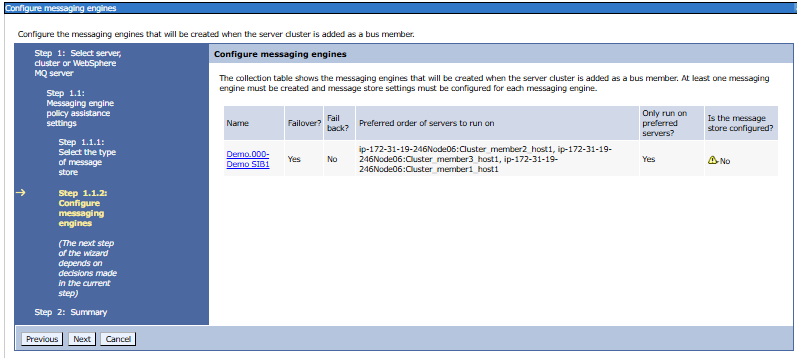 Configure messaging engines
Configure the messaging engines that will be created when the server cluster is added as a bus member.
Step 1: Select server,
cluster or WebSphere
MQ server
Step 1.1:
Messaging engine
policy assistance
settings
Step 1.1.1:
Select the type
of message
store
Step 1.1.2:
Configure
messaging
engines
(The next step
of the wizard
depends on
decisions made
in the current
step)
Step 2: Summary
Configure messaging engines
The collection table shows the messaging engines that will be created when the server cluster is added as a bus member. At least one messaging
engine must be created and message store settings must be configured for each messaging engine.
Name
Failover?
Fail
back?
Preferred order of servers to run on
Only run on
preferred
servers?
Is the message
store configured?
Demo.000-
Demo SIB1
Yes
No
ip-172-31-19-246Node06:Cluster_member2_host1, ip-172-31-19-
246Node06:Cluster_member3_host1, ip-172-31-19-
246Node06:Cluster_member1_host1
Yes
No
Previous
Next
Cancel